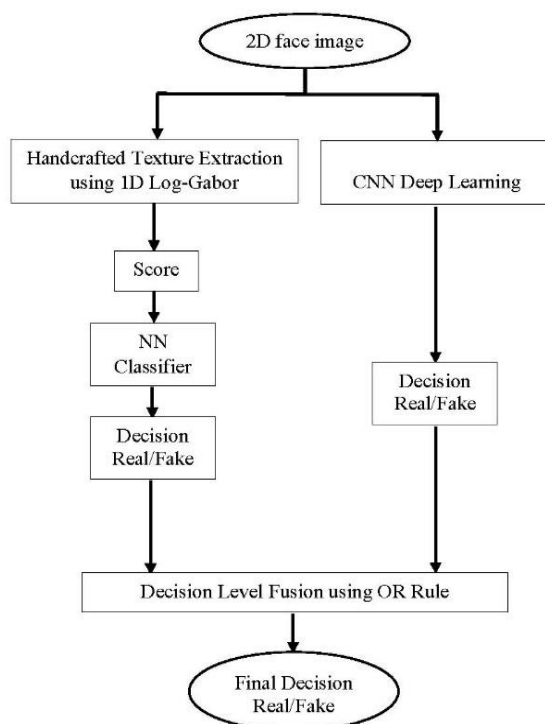 2D face image
Handcrafted Texture Extraction
using 1D Log-Gabor
CNN Deep Learning
Score
NN
Classifier
Decision
Real/Fake
Decision
Real/Fake
Decision Level Fusion using OR Rule
Final Decision
Real/Fake